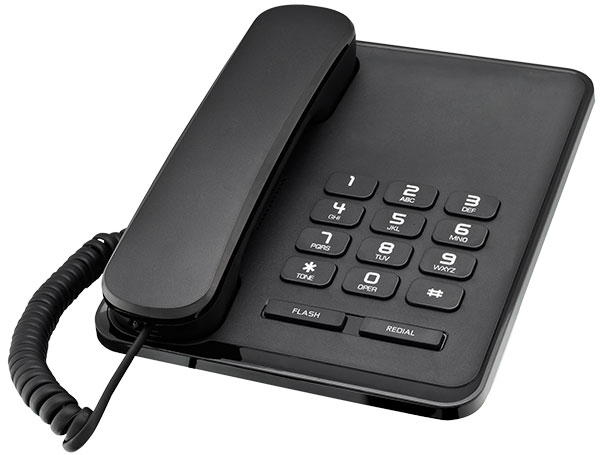 1
2
ABC
3
DEF
4
GHI
5
JKL
6
MNO
7
PQRS
8
TUV
9
WXYZ
*
TONE
0
OPER
#
FLASH
REDIAL